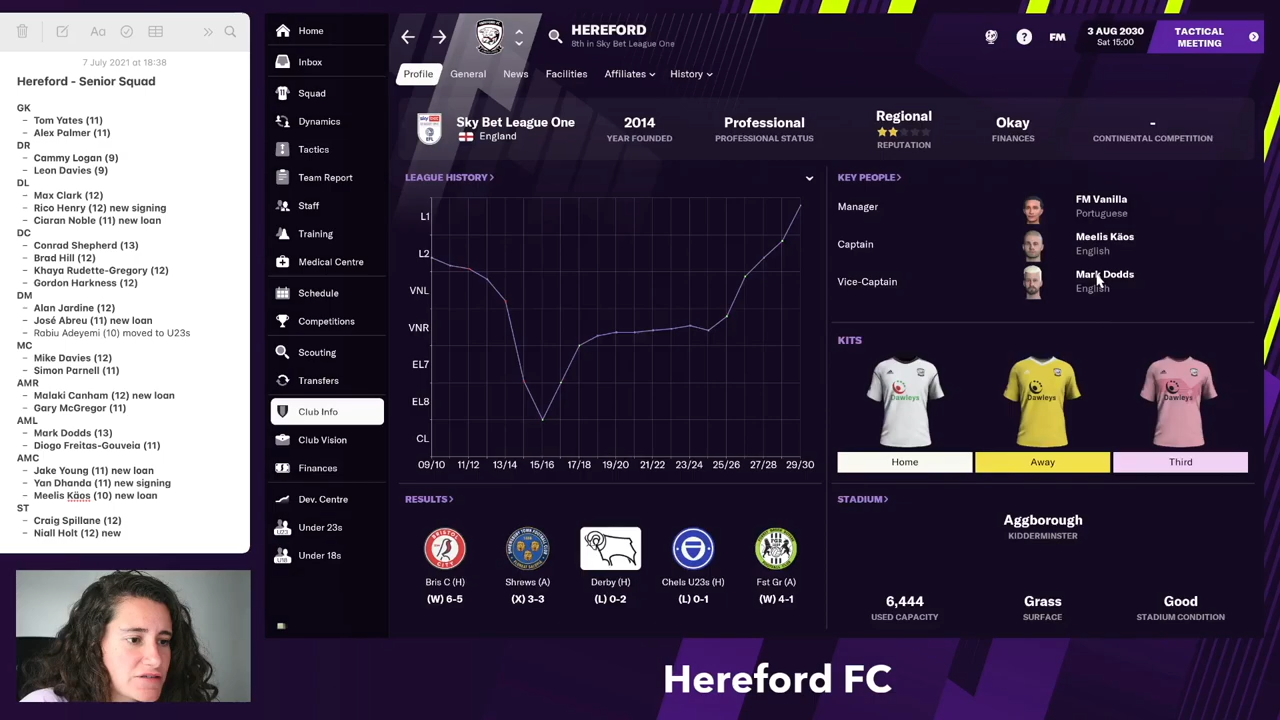 Aa
7 July 2021 at 18:38
Hereford - Senior Squad
GK
- Tom Yates (11)
- Alex Palmer (11)
DR
- Cammy Logan (9)
- Leon Davies (9)
DL
- Max Clark (12)
- Rico Henry (12) new signing
- Ciaran Noble (11) new loan
DC
- Conrad Shepherd (13)
- Brad Hill (12)
- Khaya Rudette-Gregory (12)
- Gordon Harkness (12)
DM
- Alan Jardine (12)
- José Abreu (11) new loan
- Rabiu Adeyemi (10) moved to U23s
MC
- Mike Davies (12)
- Simon Parnell (11)
AMR
- Malaki Canham (12) new loan
- Gary McGregor (11)
AML
- Mark Dodds (13)
- Diogo Freitas-Gouveia (11)
AMC
- Jake Young (11) new loan
- Yan Dhanda (11) new signing
- Meelis Käos (10) new loan
ST
- Craig Spillane (12)
- Niall Holt (12) new
Home
Inbox
Squad
Dynamics
Tactics
Team Report
Staff
Training
Medical Centre
Schedule
Competitions
Scouting
Transfers
Club Info
Club Vision
Finances
Dev. Centre
Under 23s
Under 18s
HEREFORD
8th in Sky Bet League One
FM
3 AUG 2030
Sat 15:00
TACTICAL
MEETING
Profile General News Facilities Affiliates History
Sky Bet League One
England
2014
YEAR FOUNDED
Professional
PROFESSIONAL STATUS
Regional
REPUTATION
Okay
FINANCES
-
CONTINENTAL COMPETITION
LEAGUE HISTORY
L1
L2
VNL
VNR
EL7
EL8
CL
09/10 11/12 13/14 15/16 17/18 19/20 21/22 23/24 25/26 27/28 29/30
KEY PEOPLE
Manager
FM Vanilla
Portuguese
Captain
Meelis Käos
English
Vice-Captain
Mark Dodds
English
KITS
Dawleys
Dawleys
Dawleys
Home Away Third
RESULTS
Bris C (H) Shrews (A) Derby (H) Chels U23s (H) Fst Gr (A)
(W) 6-5 (X) 3-3 (L) 0-2 (L) 0-1 (W) 4-1
STADIUM
Aggborough
KIDDERMINSTER
6,444
USED CAPACITY
Grass
SURFACE
Good
STADIUM CONDITION
Hereford FC